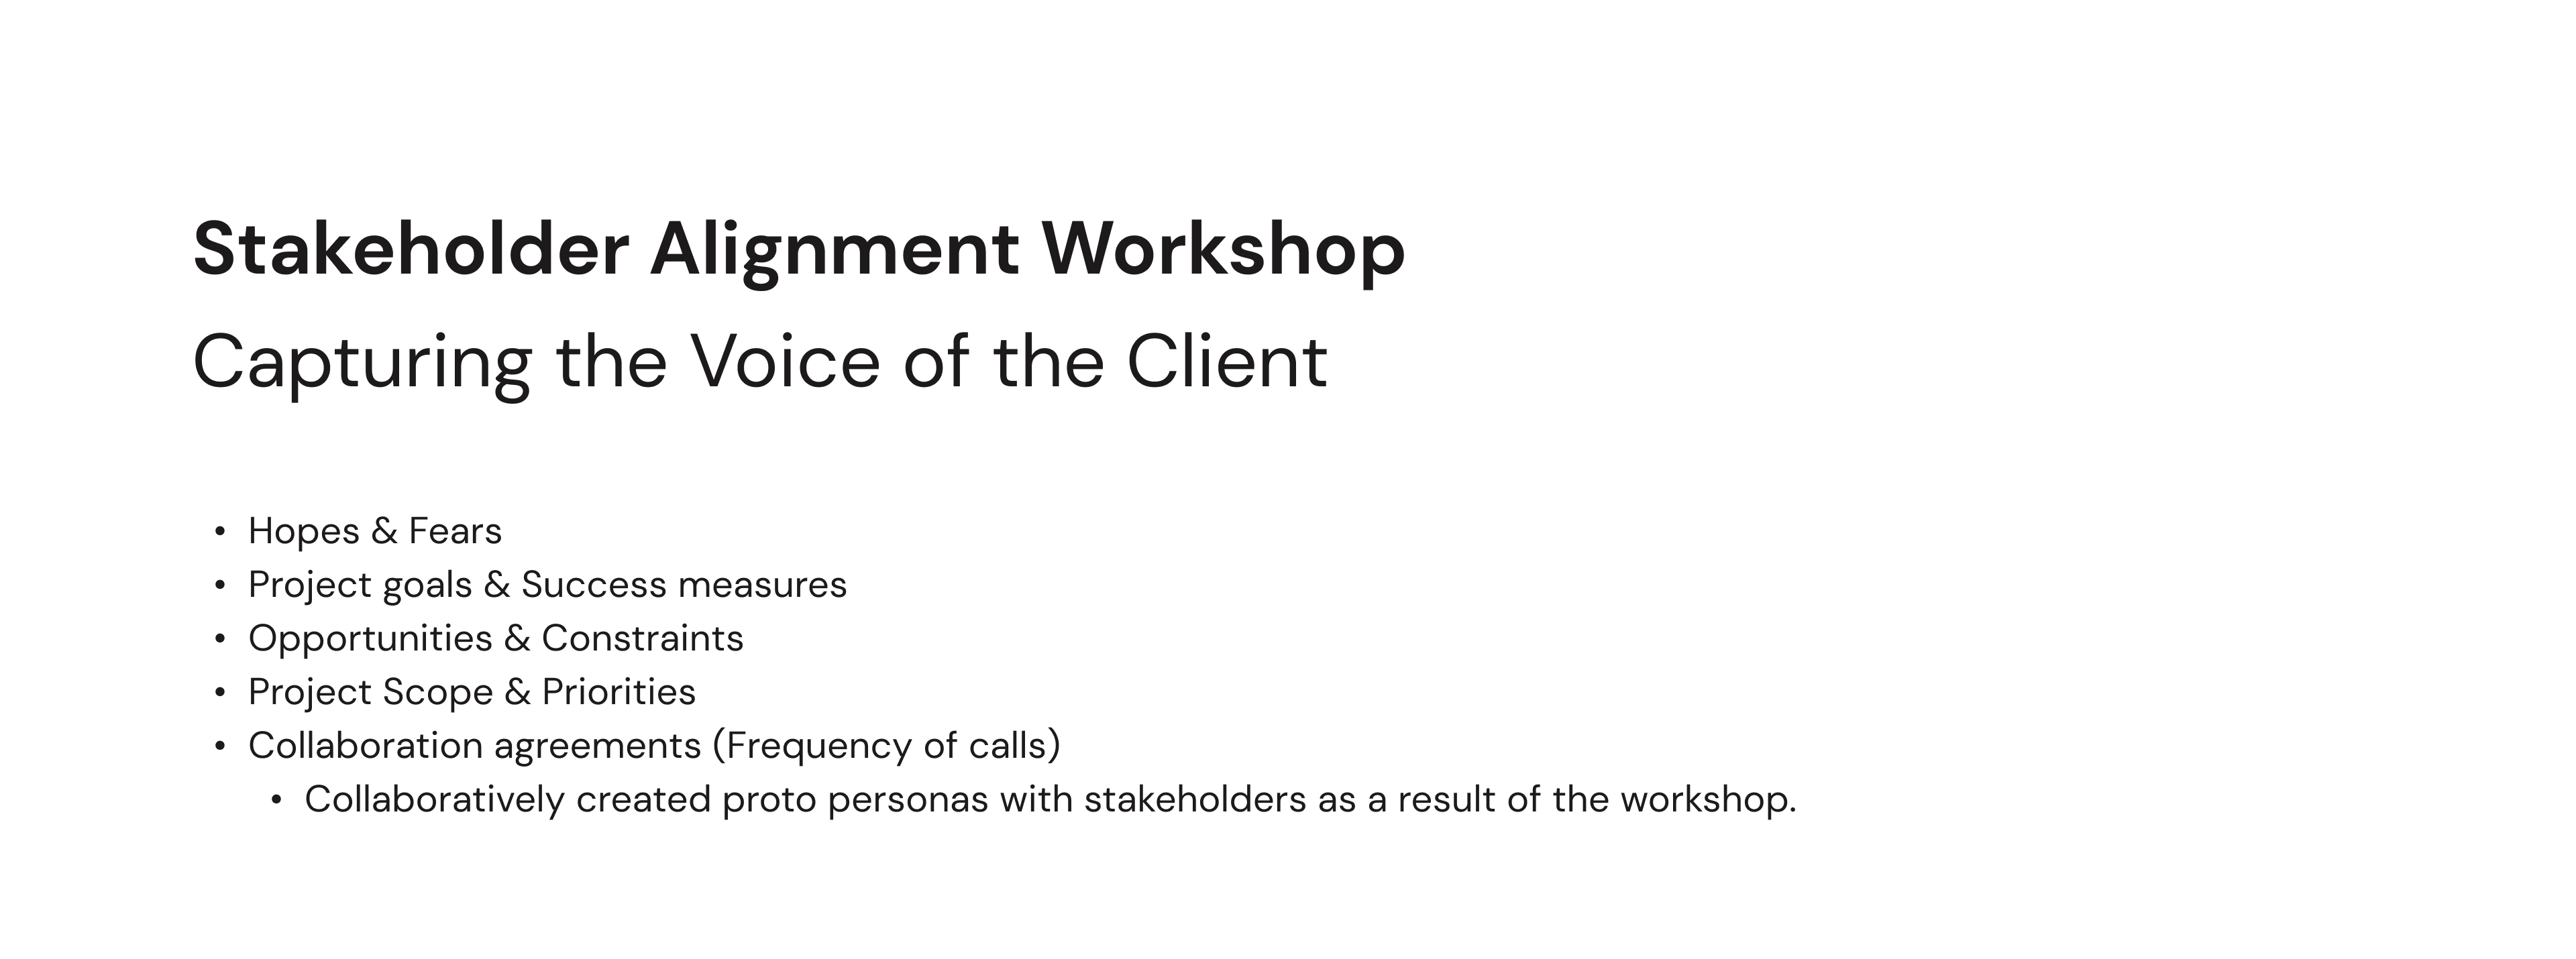 Stakeholder Alignment Workshop
Capturing the Voice of the Client
• Hopes & Fears
• Project goals & Success measures
• Opportunities & Constraints
• Project Scope & Priorities
• Collaboration agreements (Frequency of calls)
• Collaboratively created proto personas with stakeholders as a result of the workshop.